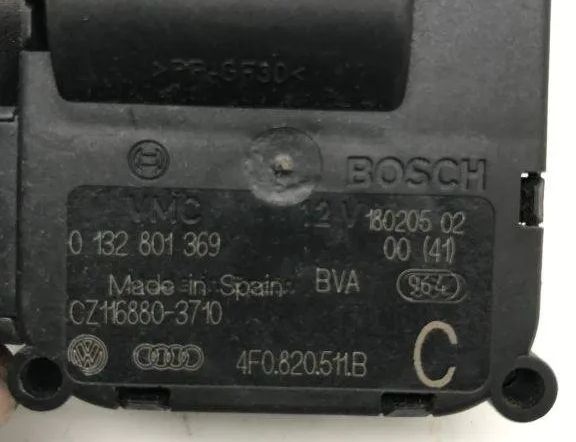 >PP-GF30<
BOSCH
VMC 12 V 180205 02
0 132 801 369 00 (41)
Made in Spain BVA 964
CZ116880-3710
4F0.820.511.B C